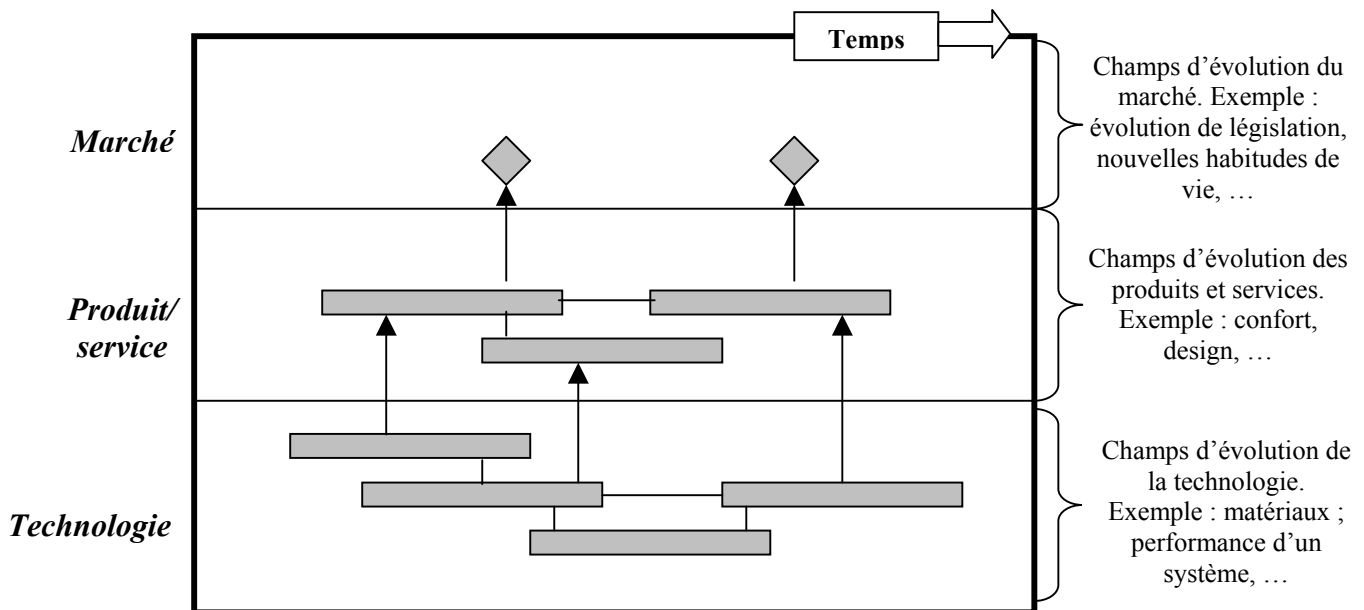 Temps
Champs d’évolution du
marché. Exemple :
évolution de législation,
nouvelles habitudes de
vie, …
Marché
Champs d’évolution des
produits et services.
Exemple : confort,
design, …
Produit/
service
Champs d’évolution de
la technologie.
Exemple : matériaux ;
performance d’un
système, …
Technologie